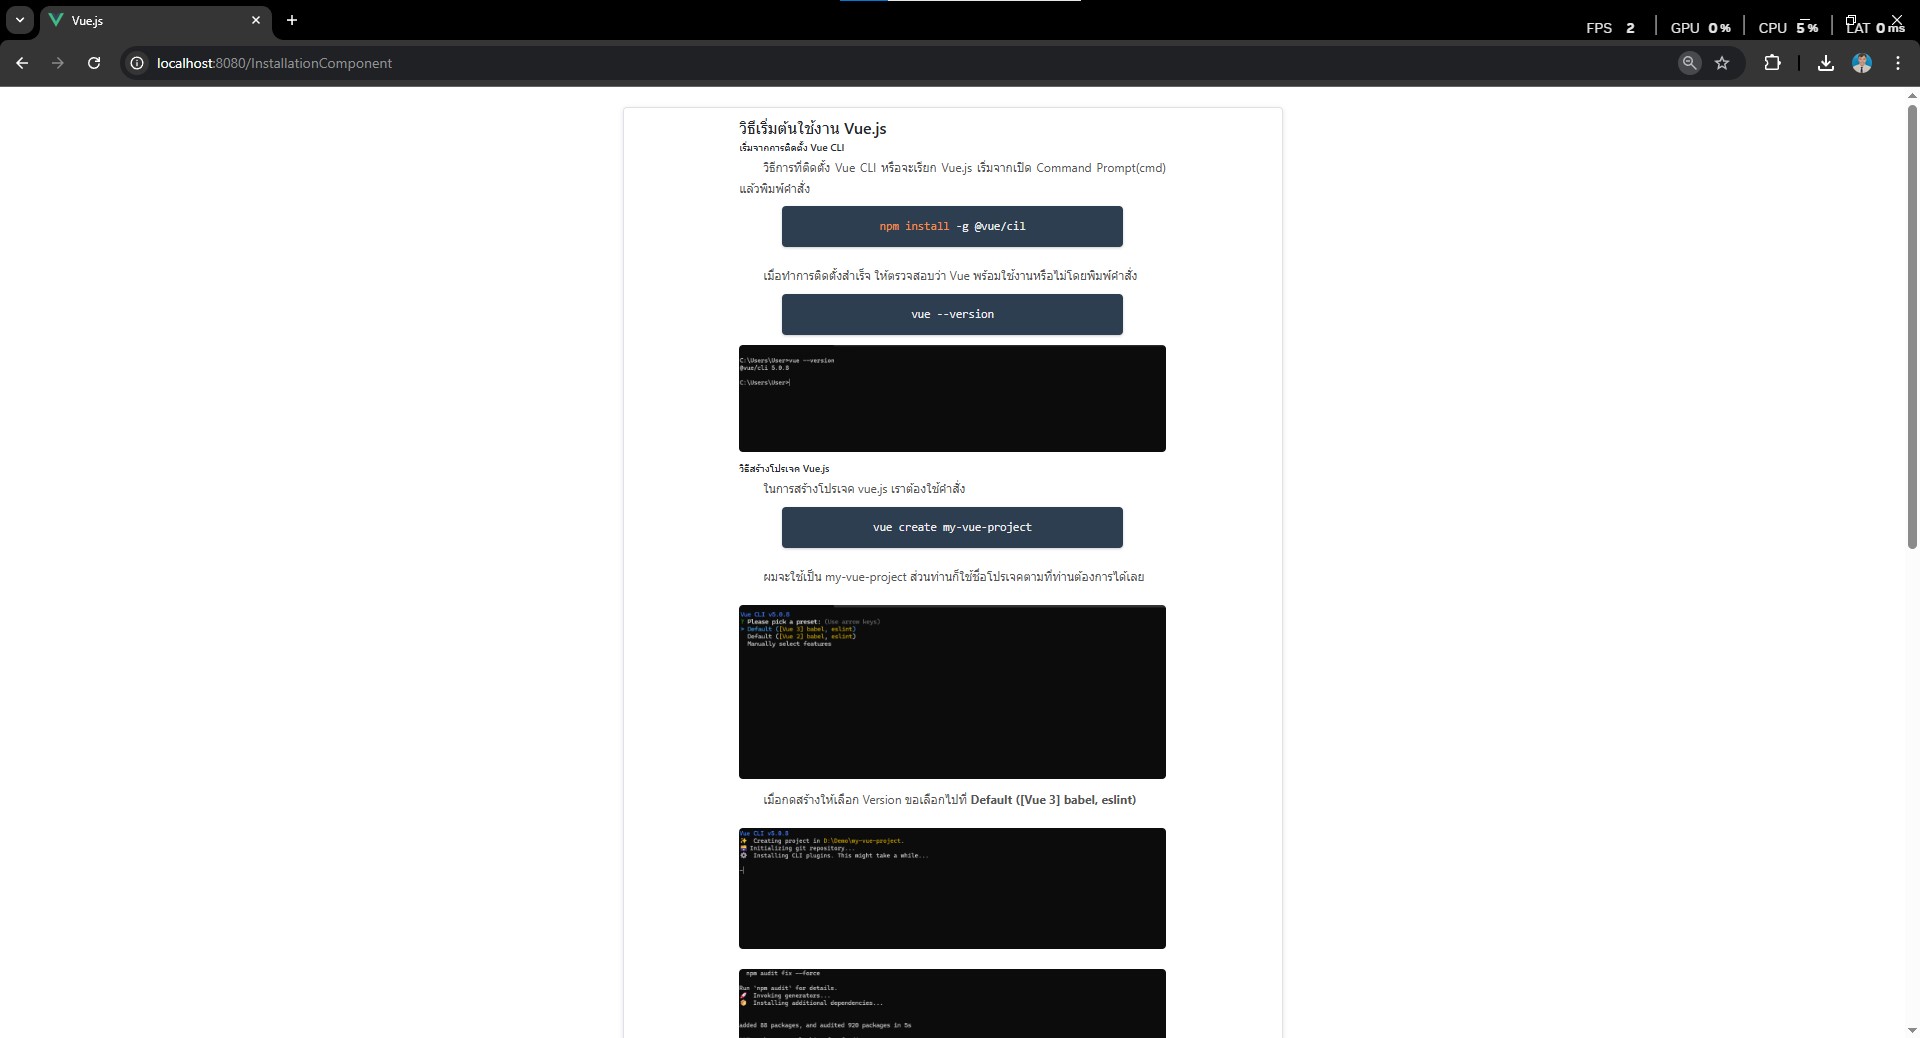 Vue.js
FPS 2 GPU 0% CPU 5% LAT 0 ms
localhost:8080/InstallationComponent
วิธีเริ่มต้นใช้งาน Vue.js
เริ่มจากการติดตั้ง Vue CLI
วิธีการที่ติดตั้ง Vue CLI หรือจะเรียก Vue.js เริ่มจากเปิด Command Prompt(cmd)
แล้วพิมพ์คำสั่ง
npm install -g @vue/cil
เมื่อทำการติดตั้งสำเร็จ ให้ตรวจสอบว่า Vue พร้อมใช้งานหรือไม่โดยพิมพ์คำสั่ง
vue --version
C:\Users\User>vue --version
@vue/cli 5.0.8
C:\Users\User>
วิธีสร้างโปรเจค Vue.js
ในการสร้างโปรเจค vue.js เราต้องใช้คำสั่ง
vue create my-vue-project
ผมจะใช้เป็น my-vue-project ส่วนท่านก็ใช้ชื่อโปรเจคตามที่ท่านต้องการได้เลย
Vue CLI v5.0.8
? Please pick a preset: (Use arrow keys)
> Default ([Vue 3] babel, eslint)
Default ([Vue 2] babel, eslint)
Manually select features
เมื่อกดสร้างให้เลือก Version ขอเลือกไปที่ Default ([Vue 3] babel, eslint)
Vue CLI v5.0.8
Creating project in D:\Demo\my-vue-project.
Initializing git repository...
Installing CLI plugins. This might take a while...
npm audit fix --force
Run `npm audit` for details.
Invoking generators...
Installing additional dependencies...
added 88 packages, and audited 920 packages in 5s